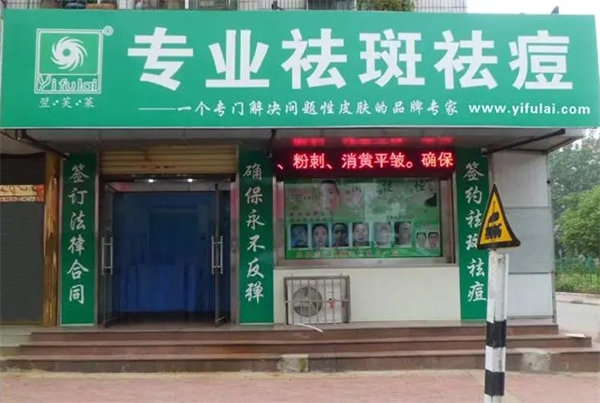 Yifulai®
翌·芙·莱
专业祛斑祛痘
——一个专门解决问题性皮肤的品牌专家 www.yifulai.com
签订法律合同
确保永不反弹
、粉刺、消黄平皱。确保
签约祛斑祛痘